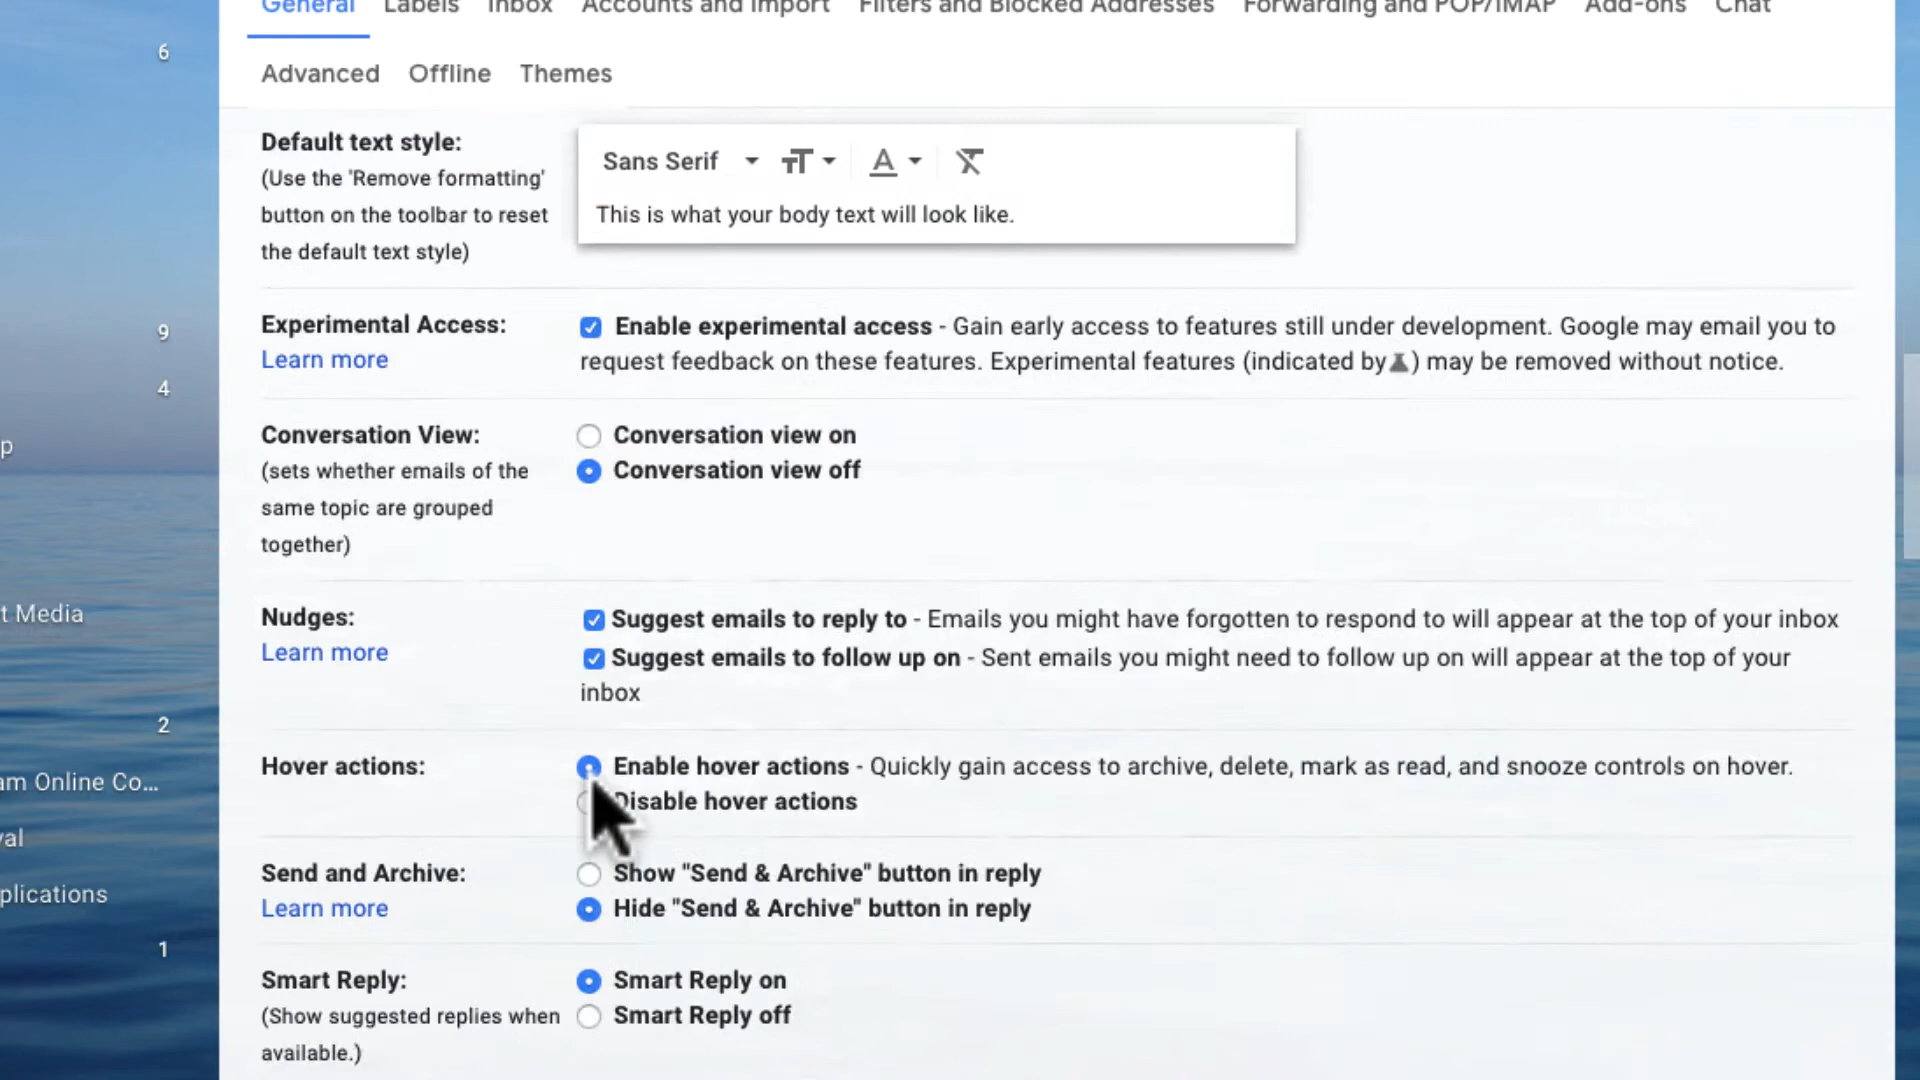 General Labels Inbox Accounts and Import Filters and Blocked Addresses Forwarding and POP/IMAP Add-ons Chat
Advanced Offline Themes
Default text style:
(Use the 'Remove formatting'
button on the toolbar to reset
the default text style)
Sans Serif
This is what your body text will look like.
Experimental Access:
Learn more
Enable experimental access - Gain early access to features still under development. Google may email you to
request feedback on these features. Experimental features (indicated by ) may be removed without notice.
Conversation View:
(sets whether emails of the
same topic are grouped
together)
Conversation view on
Conversation view off
Nudges:
Learn more
Suggest emails to reply to - Emails you might have forgotten to respond to will appear at the top of your inbox
Suggest emails to follow up on - Sent emails you might need to follow up on will appear at the top of your
inbox
Hover actions:
Enable hover actions - Quickly gain access to archive, delete, mark as read, and snooze controls on hover.
Disable hover actions
Send and Archive:
Learn more
Show "Send & Archive" button in reply
Hide "Send & Archive" button in reply
Smart Reply:
(Show suggested replies when
available.)
Smart Reply on
Smart Reply off
6
9
4
p
t Media
2
am Online Co...
val
plications
1